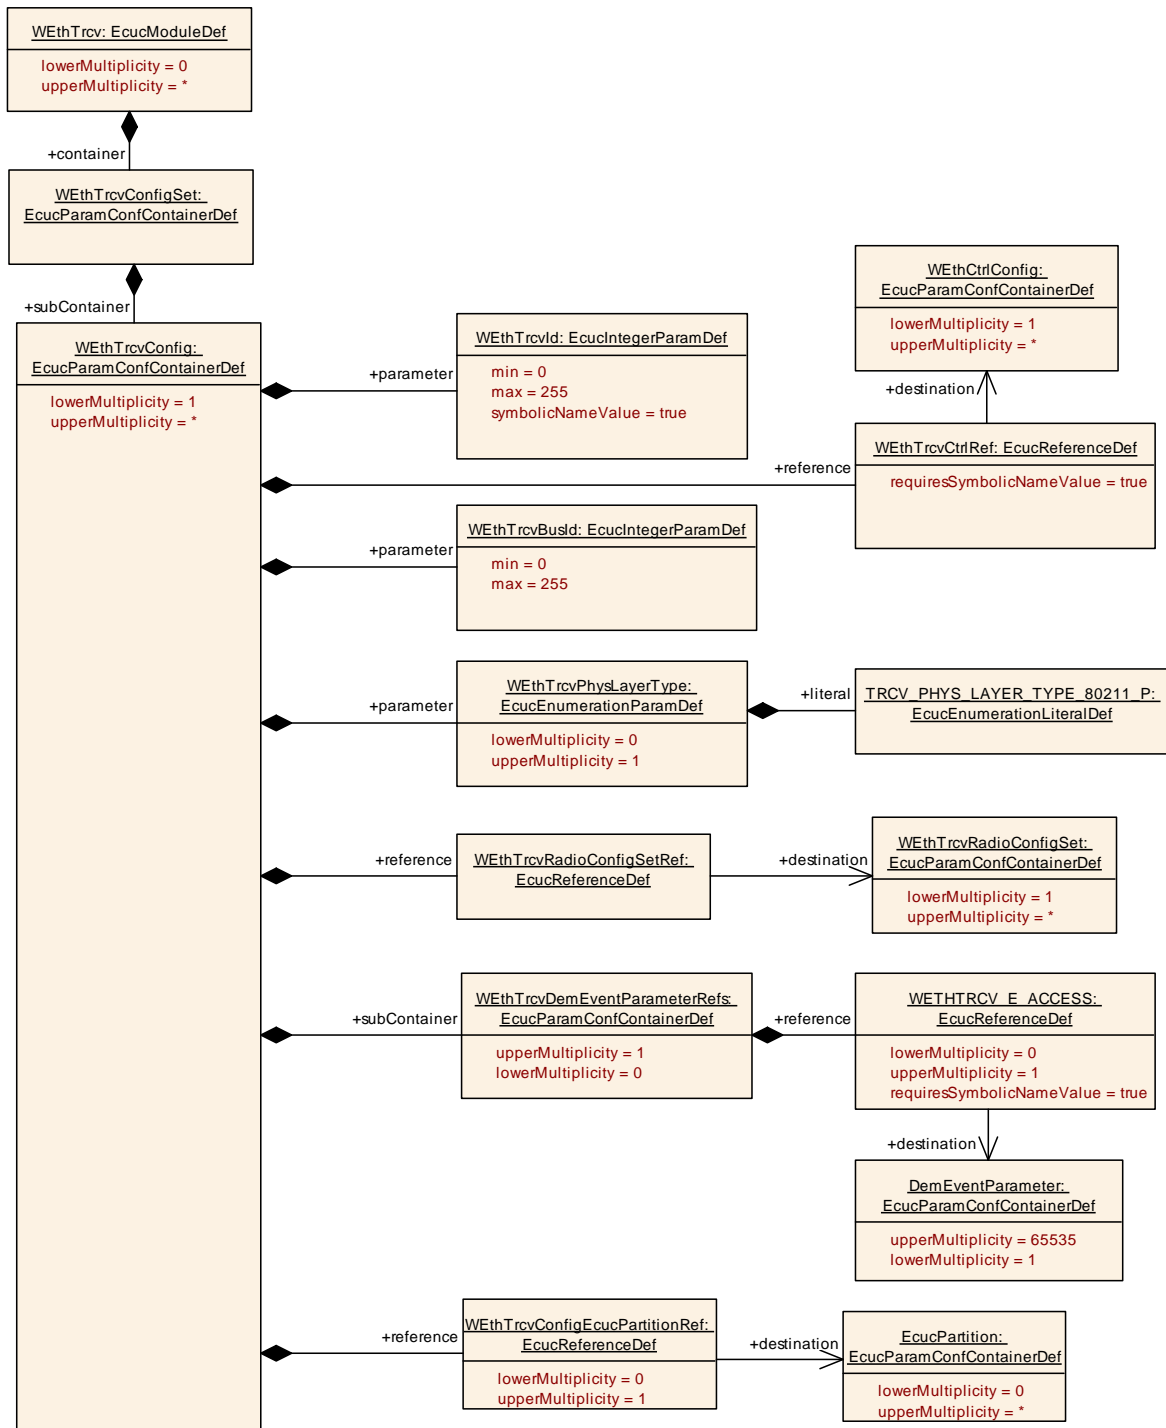 WEthTrcv: EcucModuleDef
lowerMultiplicity = 0
upperMultiplicity = *
+container
WEthTrcvConfigSet:
EcucParamConfContainerDef
+subContainer
WEthTrcvConfig:
EcucParamConfContainerDef
lowerMultiplicity = 1
upperMultiplicity = *
+parameter
WEthTrcvId: EcucIntegerParamDef
min = 0
max = 255
symbolicNameValue = true
WEthCtrlConfig:
EcucParamConfContainerDef
lowerMultiplicity = 1
upperMultiplicity = *
+destination
+reference
WEthTrcvCtrlRef: EcucReferenceDef
requiresSymbolicNameValue = true
+parameter
WEthTrcvBusId: EcucIntegerParamDef
min = 0
max = 255
+parameter
WEthTrcvPhysLayerType:
EcucEnumerationParamDef
lowerMultiplicity = 0
upperMultiplicity = 1
+literal
TRCV_PHYS_LAYER_TYPE_80211_P:
EcucEnumerationLiteralDef
+reference
WEthTrcvRadioConfigSetRef:
EcucReferenceDef
+destination
WEthTrcvRadioConfigSet:
EcucParamConfContainerDef
lowerMultiplicity = 1
upperMultiplicity = *
+subContainer
WEthTrcvDemEventParameterRefs:
EcucParamConfContainerDef
upperMultiplicity = 1
lowerMultiplicity = 0
+reference
WETHTRCV_E_ACCESS:
EcucReferenceDef
lowerMultiplicity = 0
upperMultiplicity = 1
requiresSymbolicNameValue = true
+destination
DemEventParameter:
EcucParamConfContainerDef
upperMultiplicity = 65535
lowerMultiplicity = 1
+reference
WEthTrcvConfigEcucPartitionRef:
EcucReferenceDef
lowerMultiplicity = 0
upperMultiplicity = 1
+destination
EcucPartition:
EcucParamConfContainerDef
lowerMultiplicity = 0
upperMultiplicity = *